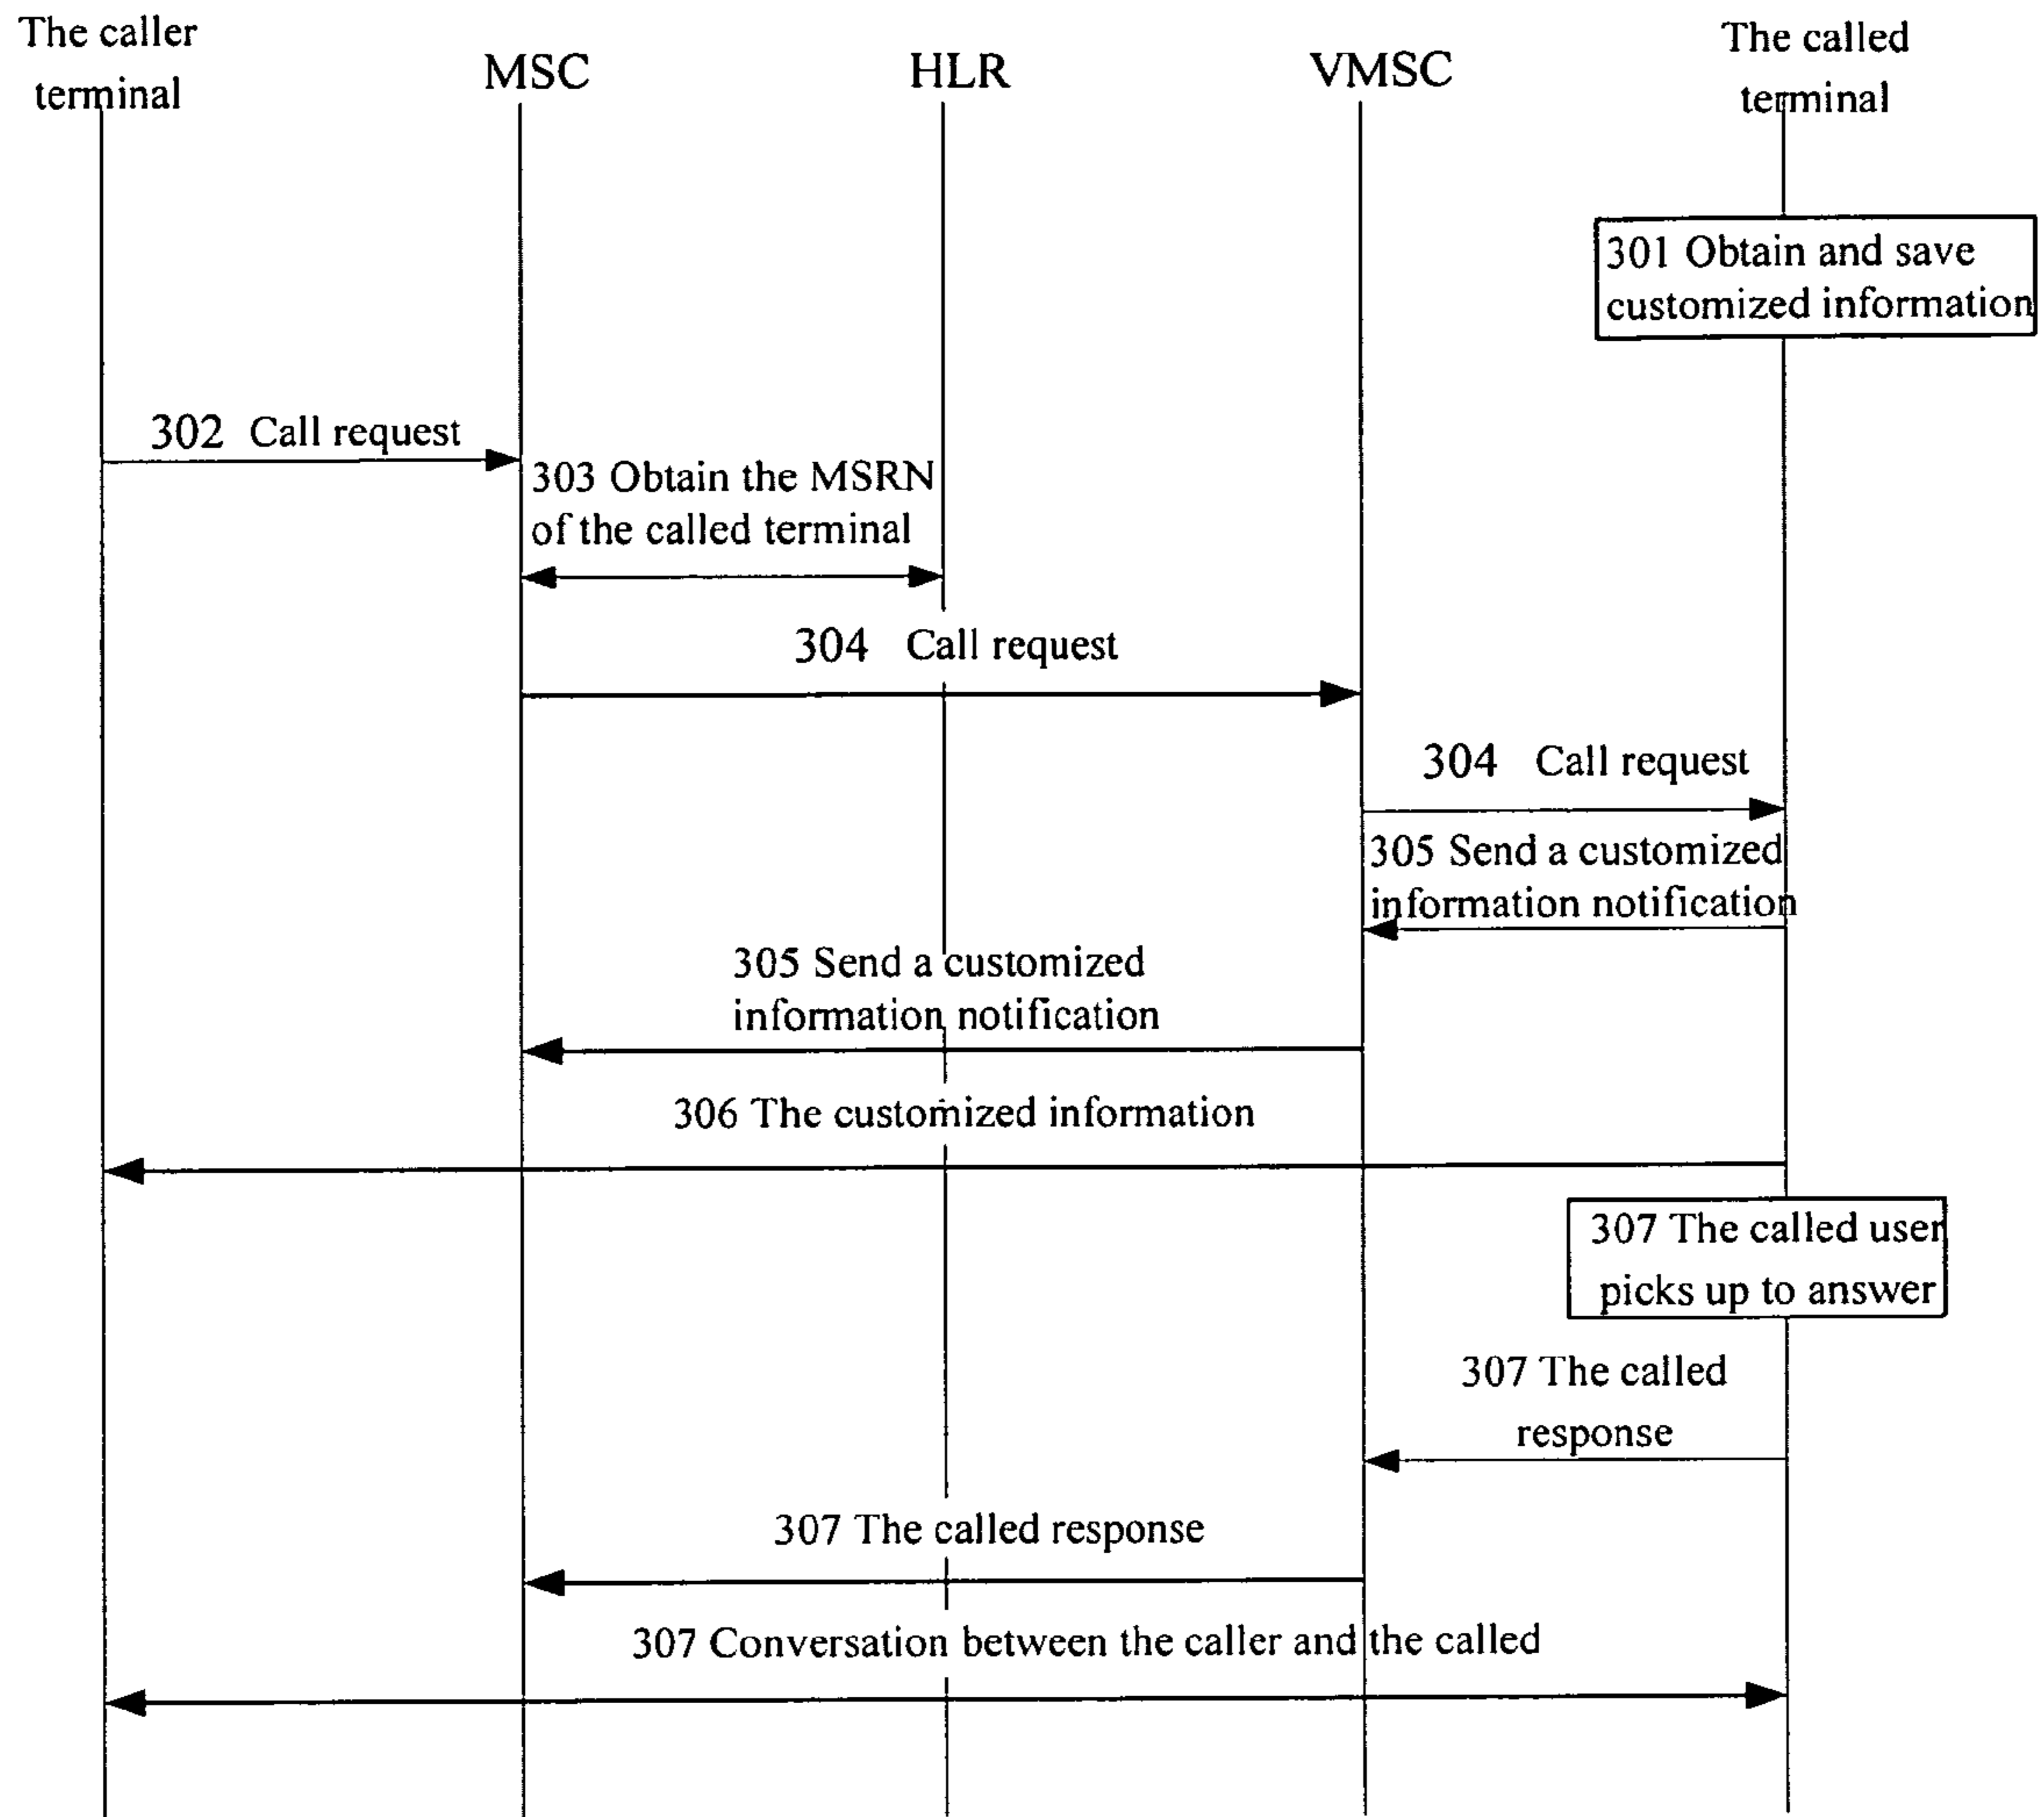 The caller
terminal
MSC
HLR
VMSC
The called
terminal
301 Obtain and save
customized information
302 Call request
303 Obtain the MSRN
of the called terminal
304 Call request
304 Call request
305 Send a customized
information notification
305 Send a customized
information notification
306 The customized information
307 The called user
picks up to answer
307 The called
response
307 The called response
307 Conversation between the caller and the called